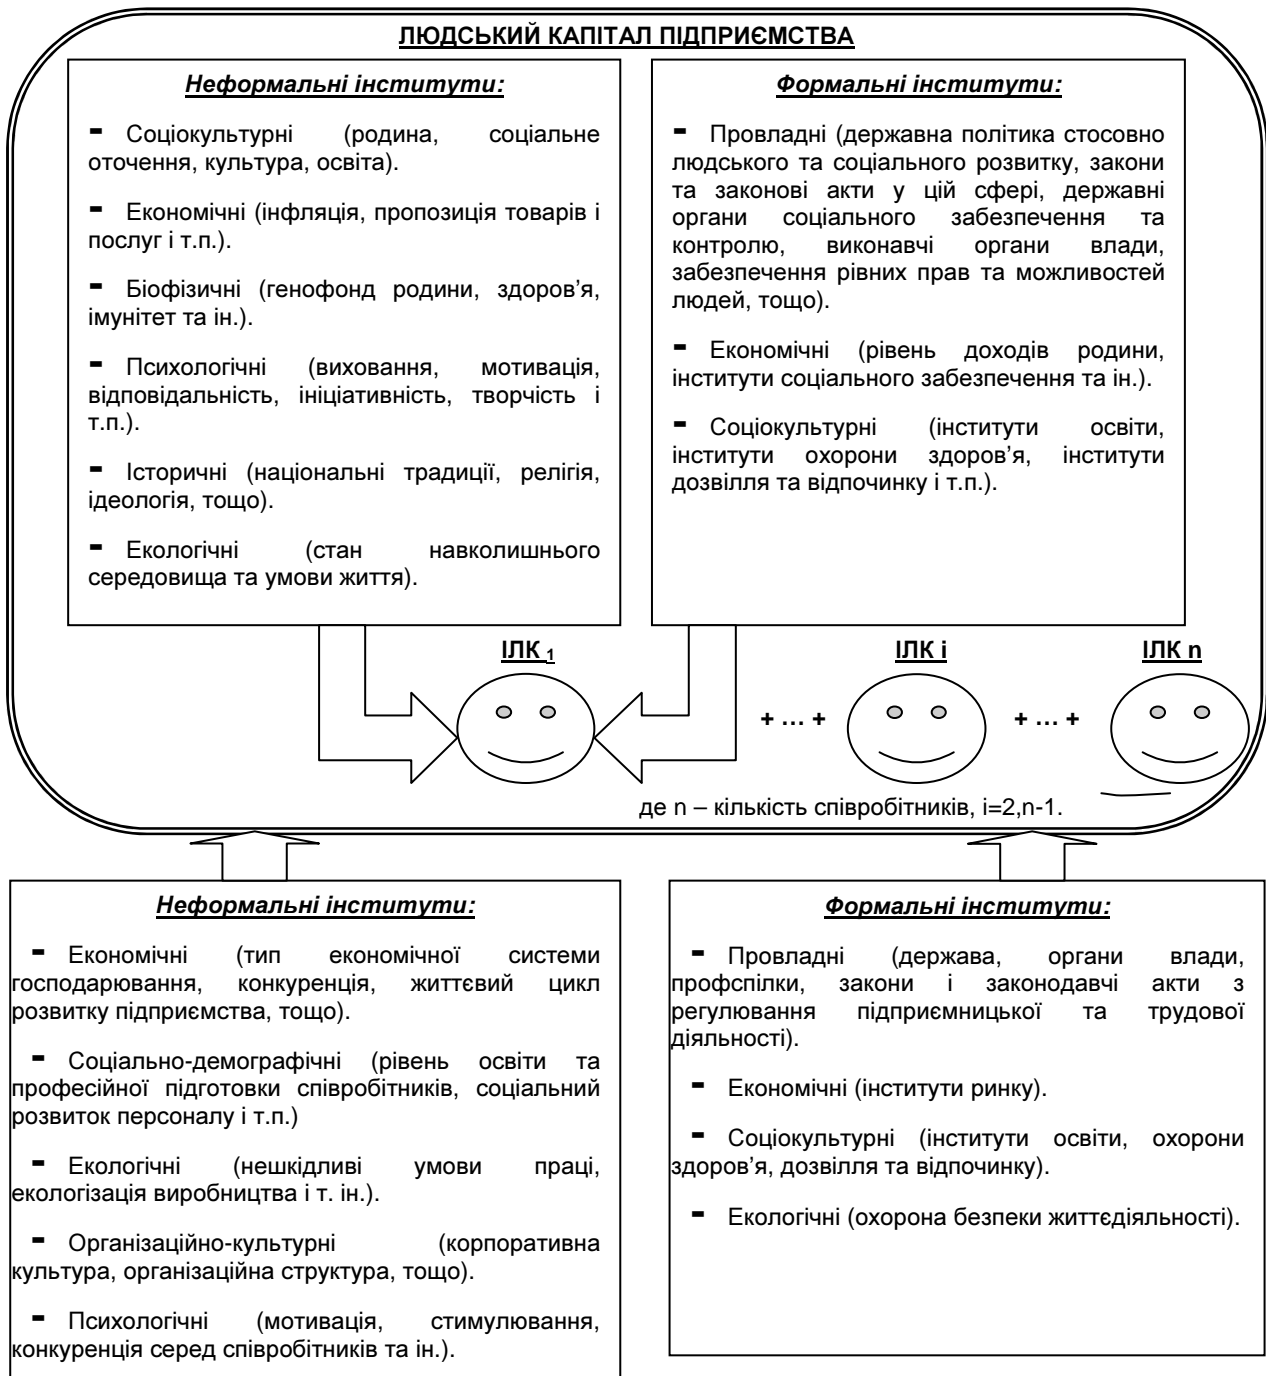 ЛЮДСЬКИЙ КАПІТАЛ ПІДПРИЄМСТВА
Неформальні інститути:
- Соціокультурні (родина, соціальне
оточення, культура, освіта).
- Економічні (інфляція, пропозиція товарів і
послуг і т.п.).
- Біофізичні (генофонд родини, здоров’я,
імунітет та ін.).
- Психологічні (виховання, мотивація,
відповідальність, ініціативність, творчість і
т.п.).
- Історичні (національні традиції, релігія,
ідеологія, тощо).
- Екологічні (стан навколишнього
середовища та умови життя).
Формальні інститути:
- Провладні (державна політика стосовно
людського та соціального розвитку, закони
та законові акти у цій сфері, державні
органи соціального забезпечення та
контролю, виконавчі органи влади,
забезпечення рівних прав та можливостей
людей, тощо).
- Економічні (рівень доходів родини,
інститути соціального забезпечення та ін.).
- Соціокультурні (інститути освіти,
інститути охорони здоров’я, інститути
дозвілля та відпочинку і т.п.).
ІЛК 1
ІЛК i
ІЛК n
+ ... +
+ ... +
де n – кількість співробітників, i=2,n-1.
Неформальні інститути:
- Економічні (тип економічної системи
господарювання, конкуренція, життєвий цикл
розвитку підприємства, тощо).
- Соціально-демографічні (рівень освіти та
професійної підготовки співробітників, соціальний
розвиток персоналу і т.п.)
- Екологічні (нешкідливі умови праці,
екологізація виробництва і т. ін.).
- Організаційно-культурні (корпоративна
культура, організаційна структура, тощо).
- Психологічні (мотивація, стимулювання,
конкуренція серед співробітників та ін.).
Формальні інститути:
- Провладні (держава, органи влади,
профспілки, закони і законодавчі акти з
регулювання підприємницької та трудової
діяльності).
- Економічні (інститути ринку).
- Соціокультурні (інститути освіти, охорони
здоров’я, дозвілля та відпочинку).
- Екологічні (охорона безпеки життєдіяльності).